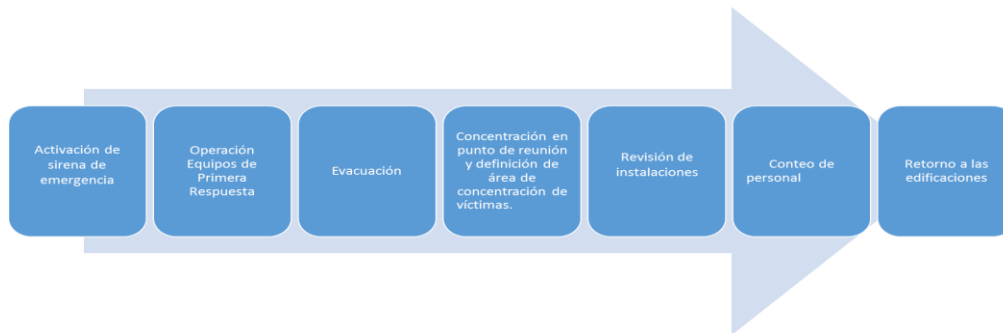 Activación de
sirena de
emergencia
Operación
Equipos de
Primera
Respuesta
Evacuación
Concentración en
punto de reunión
y definición de
área de
concentración de
víctimas.
Revisión de
instalaciones
Conteo de
personal
Retorno a las
edificaciones